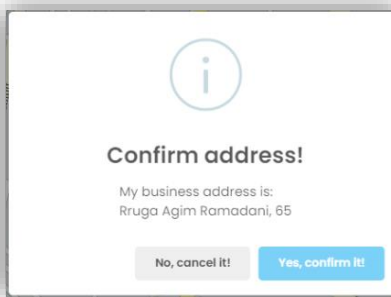 Confirm address!
My business address is:
Rruga Agim Ramadani, 65
No, cancel it! Yes, confirm it!